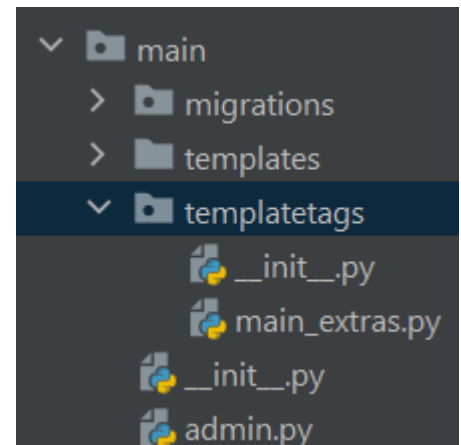 main
migrations
templates
templatetags
__init__.py
main_extras.py
__init__.py
admin.py